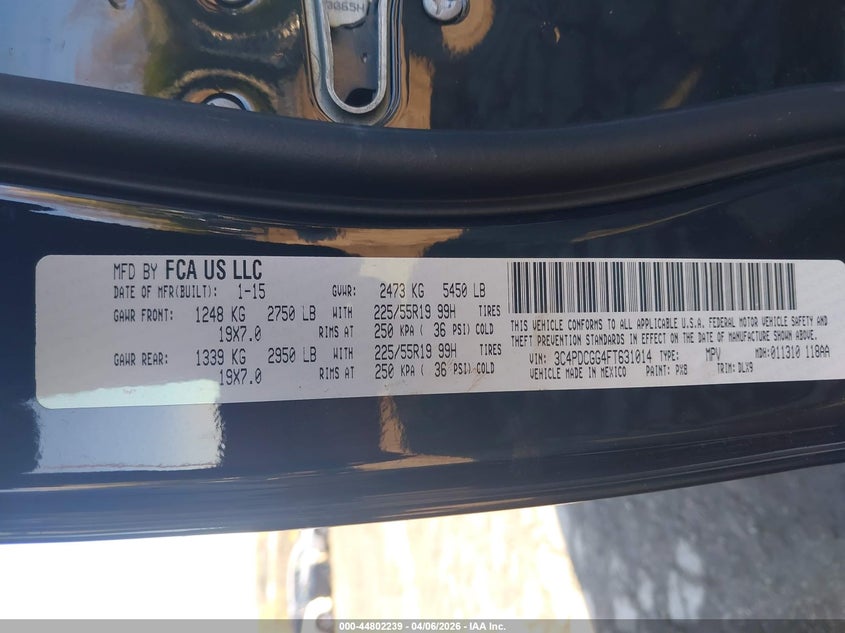 0065H
MFD BY FCA US LLC
DATE OF MFR(BUILT): 1-15 GVWR: 2473 KG 5450 LB
GAWR FRONT: 1248 KG 2750 LB WITH 225/55R19 99H TIRES
19X7.0 RIMS AT 250 KPA ( 36 PSI) COLD
GAWR REAR: 1339 KG 2950 LB WITH 225/55R19 99H TIRES
19X7.0 RIMS AT 250 KPA ( 36 PSI) COLD
THIS VEHICLE CONFORMS TO ALL APPLICABLE U.S.A. FEDERAL MOTOR VEHICLE SAFETY AND
THEFT PREVENTION STANDARDS IN EFFECT ON THE DATE OF MANUFACTURE SHOWN ABOVE.
VIN: 3C4PDCGG4FT631014 TYPE: MPV MDH:011310 118AA
VEHICLE MADE IN MEXICO PAINT: PX8 TRIM: DLX9
000-44802239 - 04/06/2026 - IAA Inc.